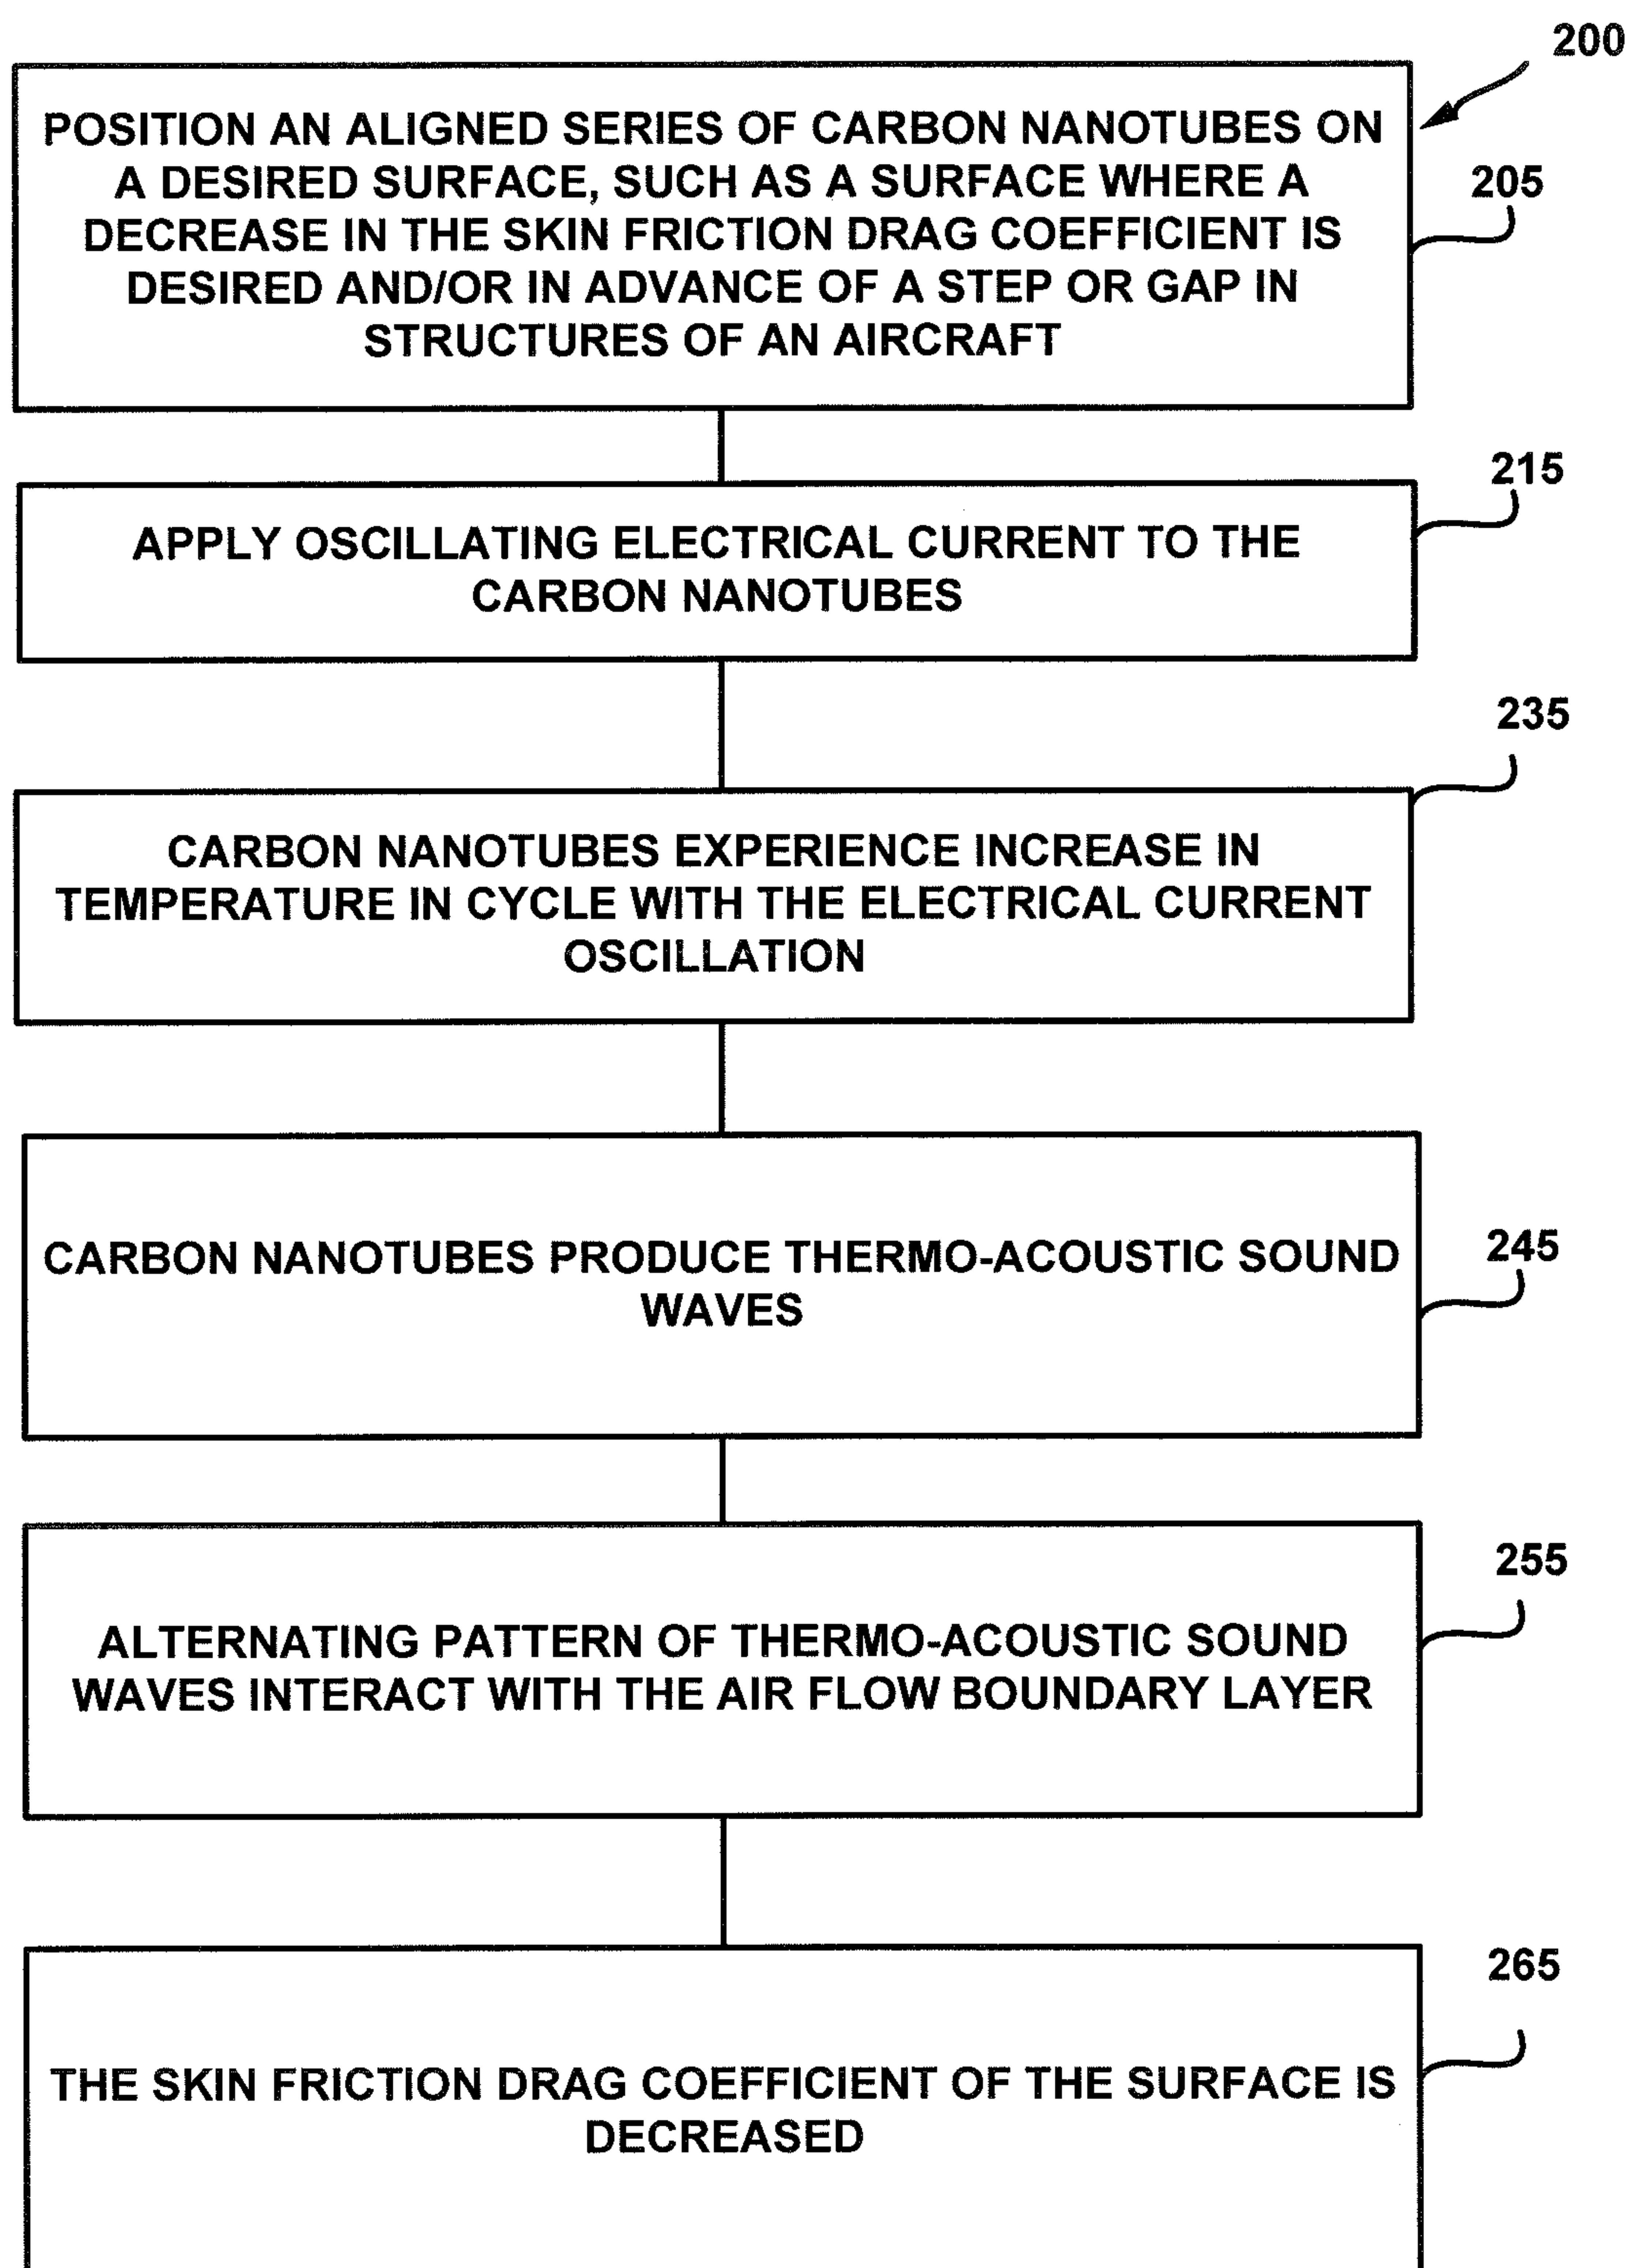 200
POSITION AN ALIGNED SERIES OF CARBON NANOTUBES ON
A DESIRED SURFACE, SUCH AS A SURFACE WHERE A
DECREASE IN THE SKIN FRICTION DRAG COEFFICIENT IS
DESIRED AND/OR IN ADVANCE OF A STEP OR GAP IN
STRUCTURES OF AN AIRCRAFT
205
215
APPLY OSCILLATING ELECTRICAL CURRENT TO THE
CARBON NANOTUBES
235
CARBON NANOTUBES EXPERIENCE INCREASE IN
TEMPERATURE IN CYCLE WITH THE ELECTRICAL CURRENT
OSCILLATION
CARBON NANOTUBES PRODUCE THERMO-ACOUSTIC SOUND
WAVES
245
255
ALTERNATING PATTERN OF THERMO-ACOUSTIC SOUND
WAVES INTERACT WITH THE AIR FLOW BOUNDARY LAYER
265
THE SKIN FRICTION DRAG COEFFICIENT OF THE SURFACE IS
DECREASED